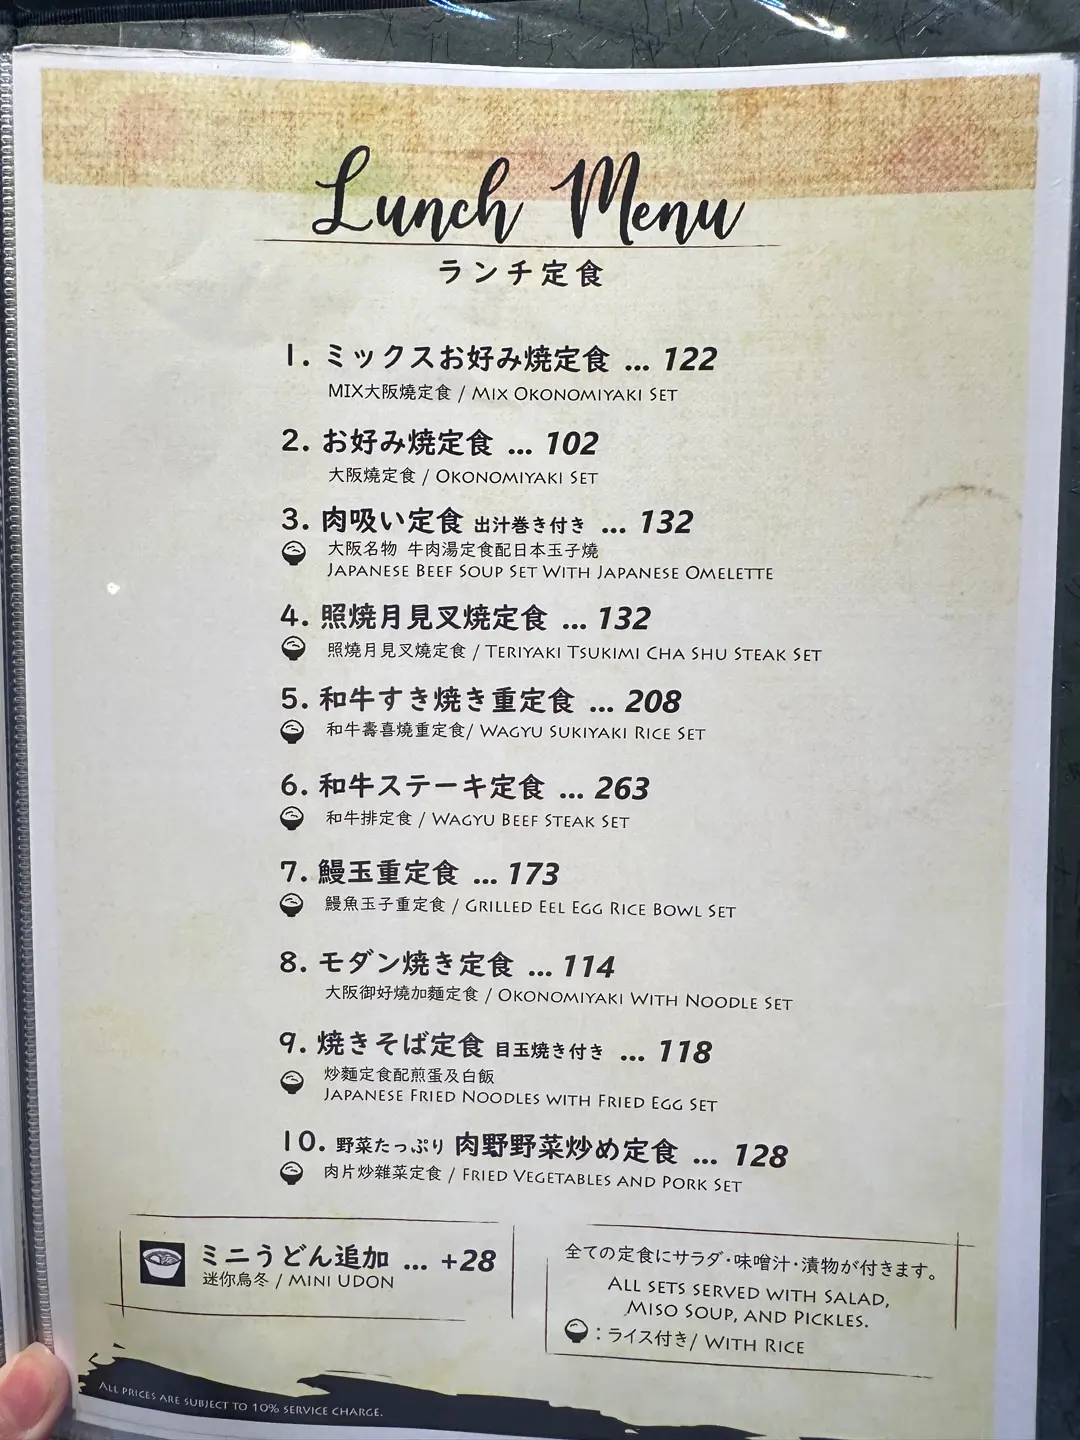 Lunch Menu
ランチ定食
1. ミックスお好み焼定食 ... 122
MIX大阪燒定食 / Mix Okonomiyaki Set
2. お好み焼定食 ... 102
大阪燒定食 / Okonomiyaki Set
3. 肉吸い定食 出汁巻き付き ... 132
大阪名物 牛肉湯定食配日本玉子燒
Japanese Beef Soup Set With Japanese Omelette
4. 照焼月見叉焼定食 ... 132
照燒月見叉燒定食 / Teriyaki Tsukimi Cha Shu Steak Set
5. 和牛すき焼き重定食 ... 208
和牛壽喜燒重定食/ Wagyu Sukiyaki Rice Set
6. 和牛ステーキ定食 ... 263
和牛排定食 / Wagyu Beef Steak Set
7. 鰻玉重定食 ... 173
鰻魚玉子重定食 / Grilled Eel Egg Rice Bowl Set
8. モダン焼き定食 ... 114
大阪御好燒加麵定食 / Okonomiyaki With Noodle Set
9. 焼きそば定食 目玉焼き付き ... 118
炒麵定食配煎蛋及白飯
Japanese Fried Noodles with Fried Egg Set
10. 野菜たっぷり 肉野野菜炒め定食 ... 128
肉片炒雜菜定食 / Fried Vegetables and Pork Set
ミニうどん追加 ... +28
迷你烏冬 / Mini Udon
全ての定食にサラダ・味噌汁・漬物が付きます。
All sets served with salad,
Miso soup, and Pickles.
：ライス付き/ With Rice
All prices are subject to 10% service charge.